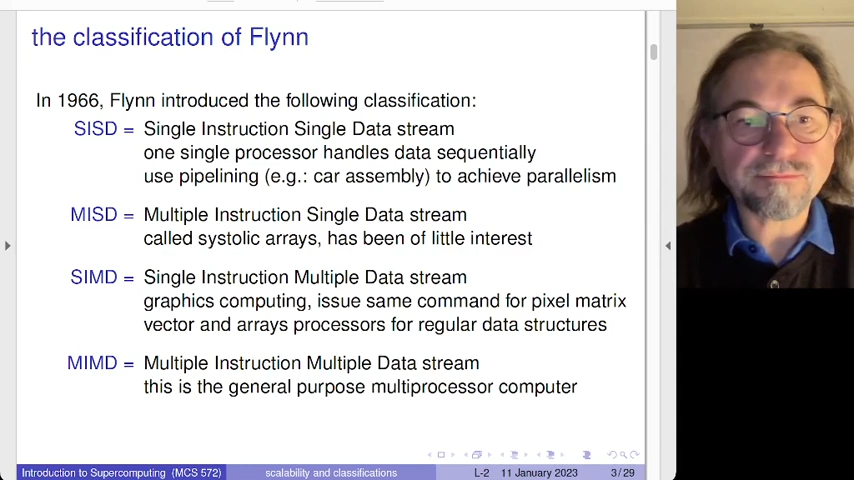 the classification of Flynn
In 1966, Flynn introduced the following classification:
SISD = Single Instruction Single Data stream
one single processor handles data sequentially
use pipelining (e.g.: car assembly) to achieve parallelism
MISD = Multiple Instruction Single Data stream
called systolic arrays, has been of little interest
SIMD = Single Instruction Multiple Data stream
graphics computing, issue same command for pixel matrix
vector and arrays processors for regular data structures
MIMD = Multiple Instruction Multiple Data stream
this is the general purpose multiprocessor computer
Introduction to Supercomputing (MCS 572) scalability and classifications L-2 11 January 2023 3 / 29